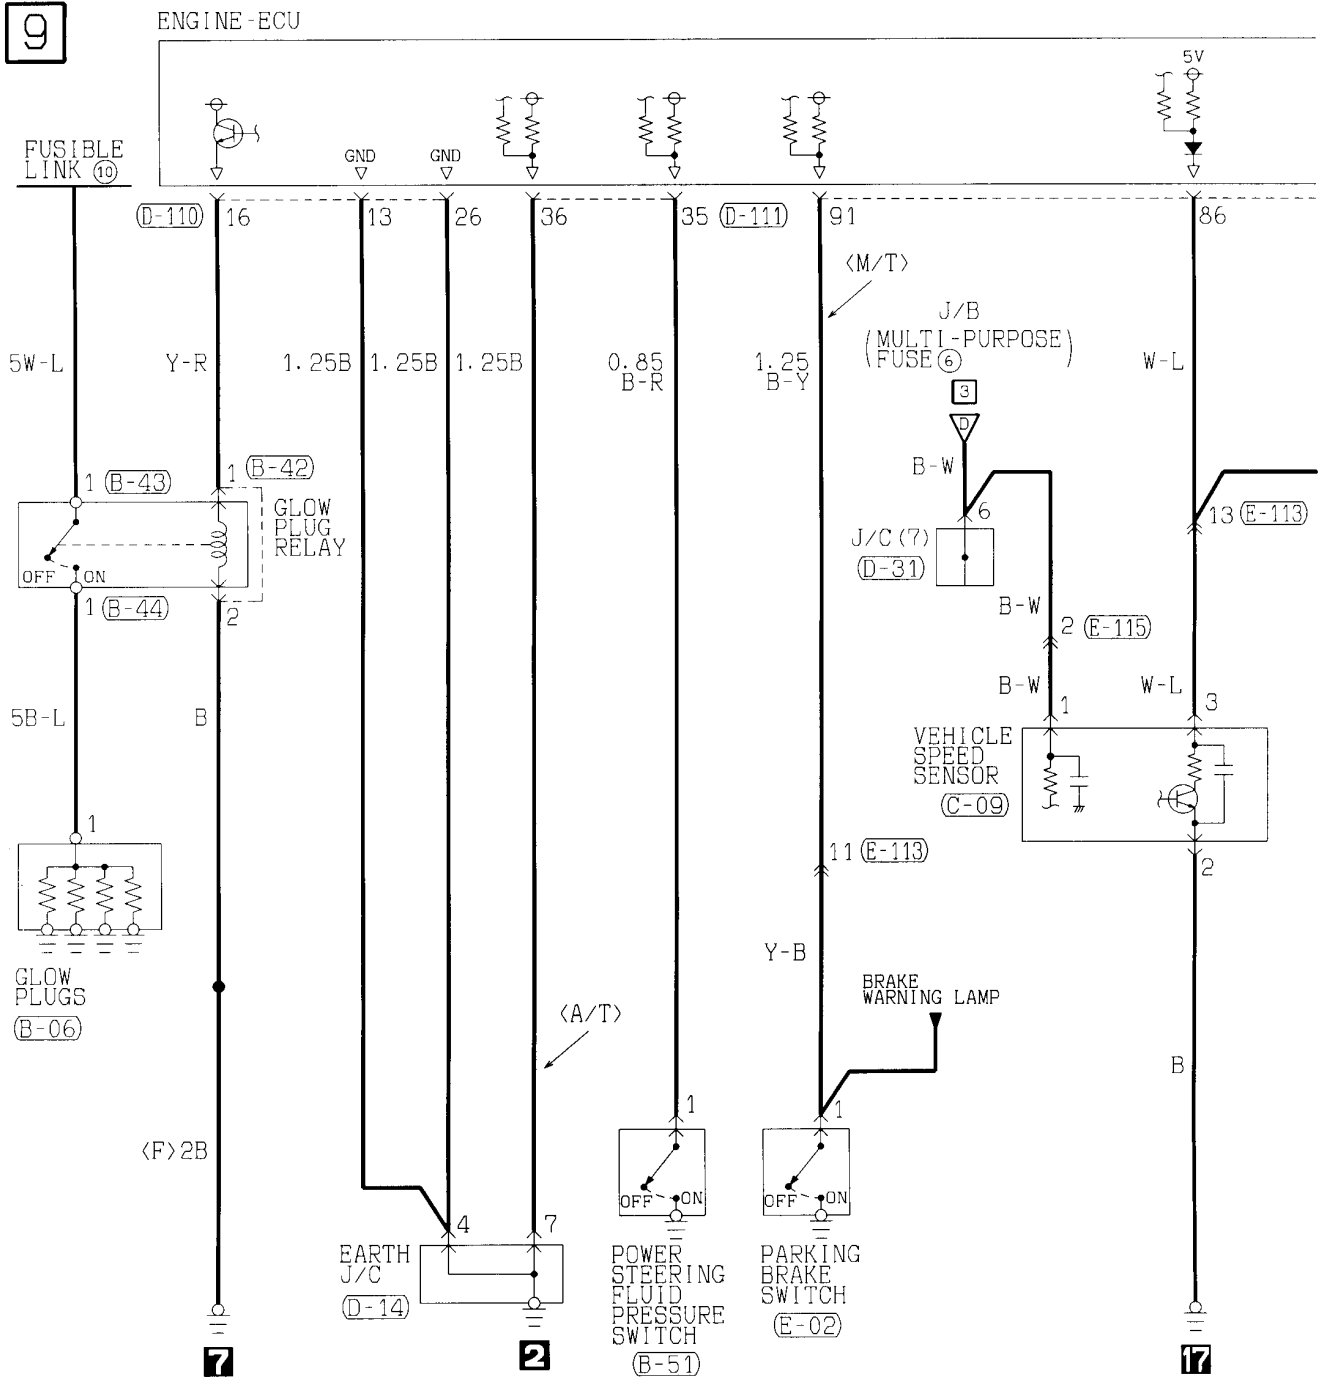 9
ENGINE-ECU
5V
FUSIBLE
LINK ⑩
GND
GND
D-110
16
13
26
36
35
D-111
91
86
<M/T>
J/B
(MULTI-PURPOSE
FUSE⑥)
5W-L
Y-R
1.25B
1.25B
1.25B
0.85
B-R
1.25
B-Y
W-L
3
D
B-W
1
B-43
1
B-42
GLOW
PLUG
RELAY
6
J/C(7)
D-31
13
E-113
OFF
ON
1
B-44
2
B-W
2
E-115
5B-L
B
B-W
1
W-L
3
VEHICLE
SPEED
SENSOR
C-09
1
11
E-113
2
Y-B
GLOW
PLUGS
B-06
BRAKE
WARNING LAMP
<A/T>
B
1
1
<F>2B
OFF
ON
OFF
ON
4
7
EARTH
J/C
D-14
POWER
STEERING
FLUID
PRESSURE
SWITCH
B-51
PARKING
BRAKE
SWITCH
E-02
7
2
17